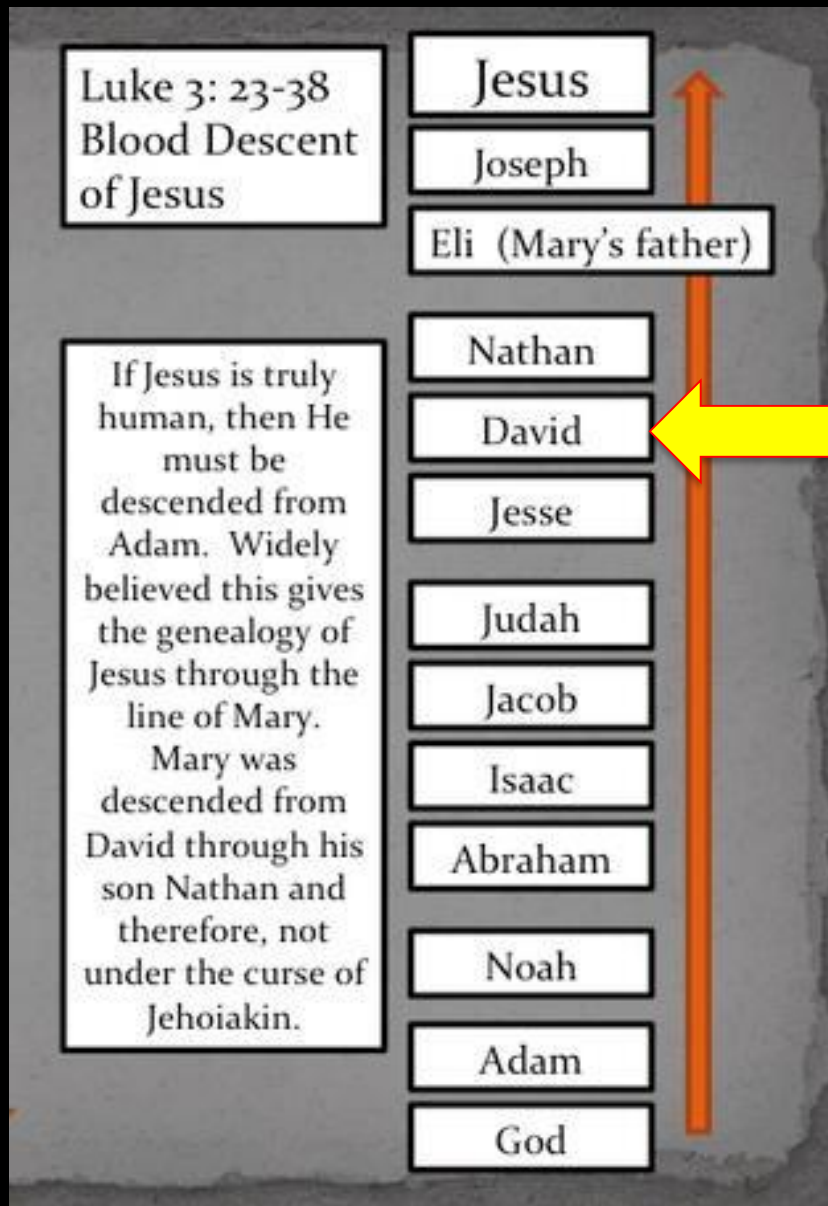 Luke 3: 23-38
Blood Descent
of Jesus
Jesus
Joseph
Eli (Mary's father)
Nathan
David
Jesse
Judah
Jacob
Isaac
Abraham
Noah
Adam
God
If Jesus is truly
human, then He
must be
descended from
Adam. Widely
believed this gives
the genealogy of
Jesus through the
line of Mary.
Mary was
descended from
David through his
son Nathan and
therefore, not
under the curse of
Jehoiakin.